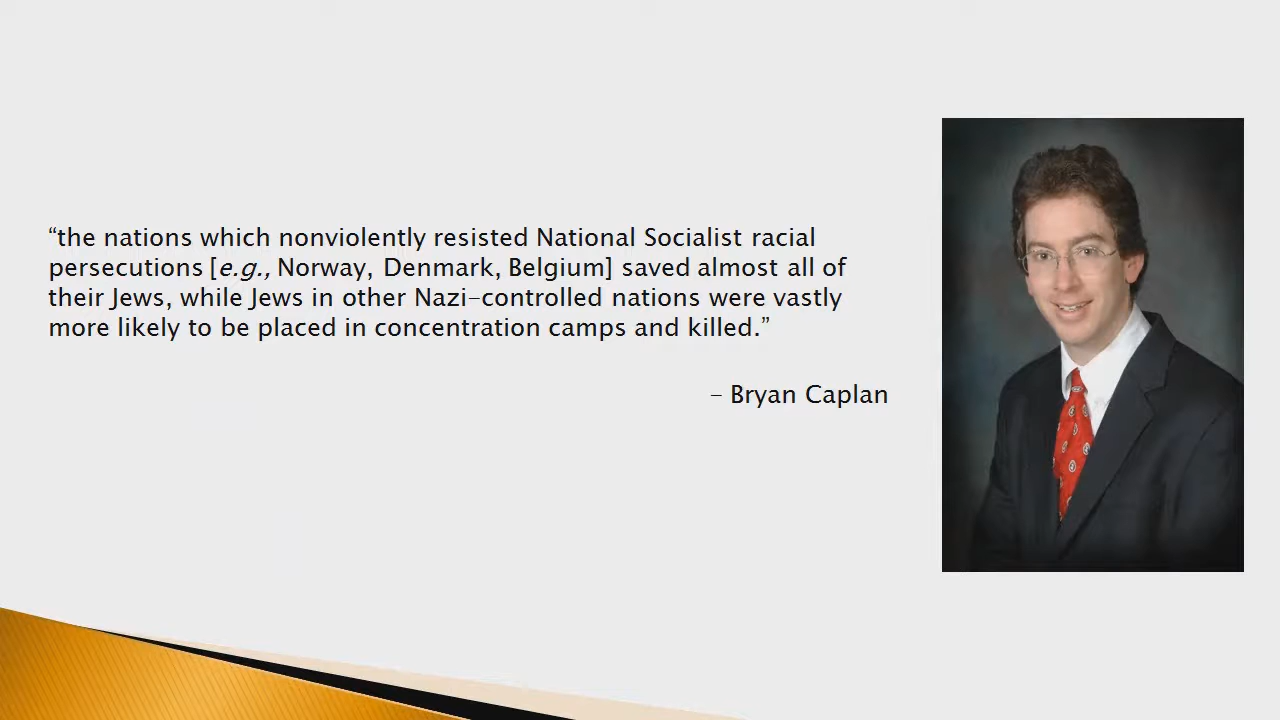 “the nations which nonviolently resisted National Socialist racial
persecutions [e.g., Norway, Denmark, Belgium] saved almost all of
their Jews, while Jews in other Nazi-controlled nations were vastly
more likely to be placed in concentration camps and killed.”
– Bryan Caplan